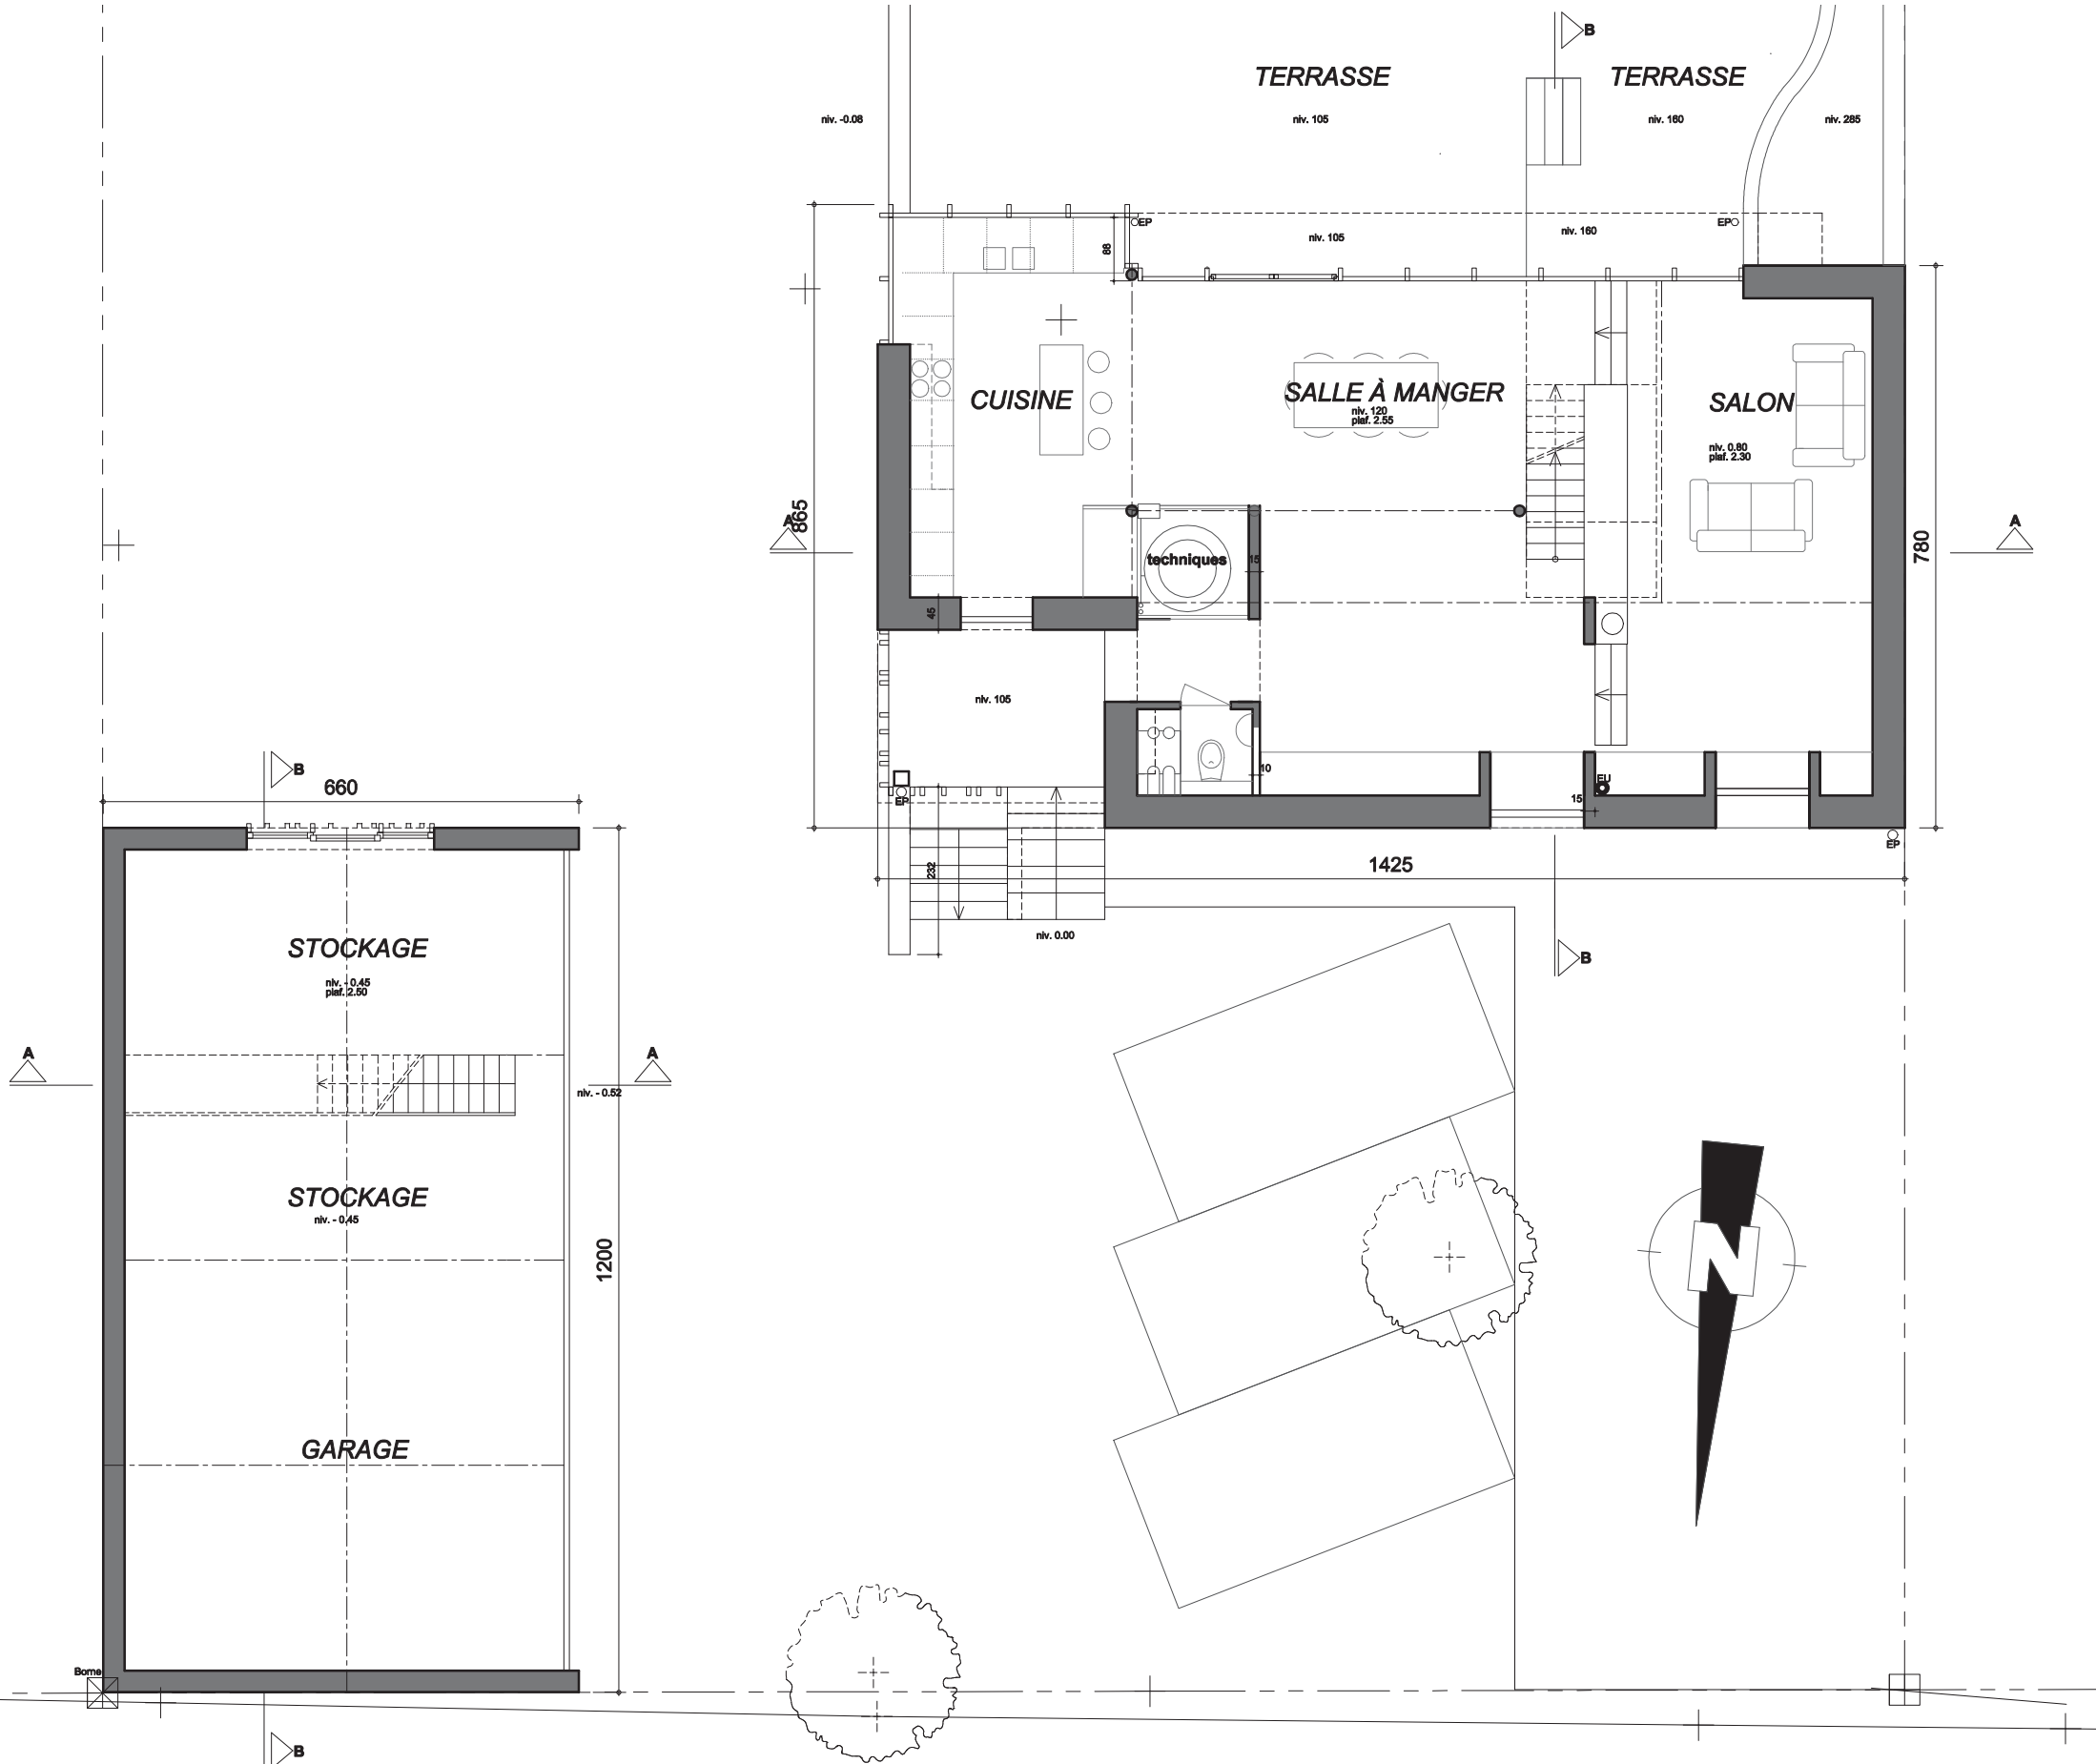 B
TERRASSE
TERRASSE
niv. -0.08
niv. 105
niv. 160
niv. 285
EP
EP
niv. 105
niv. 160
88
CUISINE
SALLE À MANGER
niv. 120
plaf. 2.55
SALON
niv. 0.80
plaf. 2.30
865
A
A
780
techniques
15
45
niv. 105
B
660
10
EU
15
EP
EP
1425
232
niv. 0.00
B
STOCKAGE
niv. - 0.45
plaf. 2.50
A
A
niv. - 0.52
STOCKAGE
niv. - 0.45
1200
N
GARAGE
Borne
B